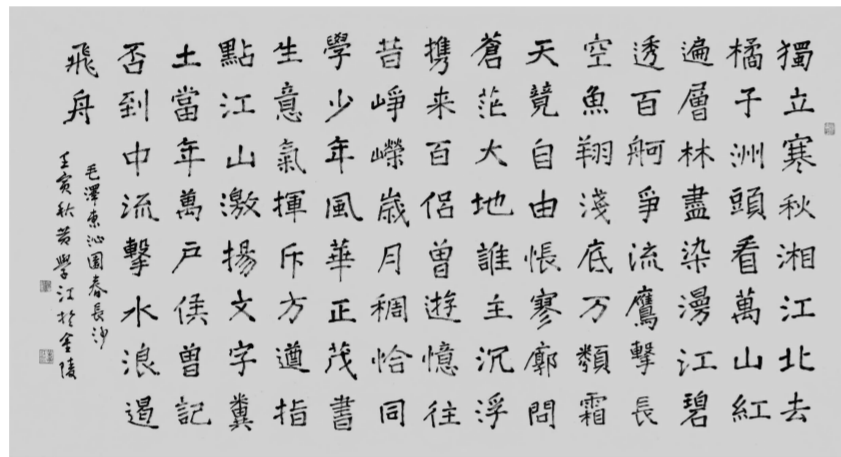 獨立寒秋湘江北去
橘子洲頭看萬山紅
遍層林盡染漫江碧
透百舸爭流鷹擊長
空魚翔淺底万類霜
天竟自由悵寥廓問
蒼茫大地誰主沉浮
携来百侣曾遊憶往
昔崢嶸歲月稠恰同
學少年風華正茂書
生意氣揮斥方遒指
點江山激揚文字糞
土當年萬户侯曾記
否到中流擊水浪遏
飛舟
毛澤東沁園春長沙
壬寅秋黄學江於金陵